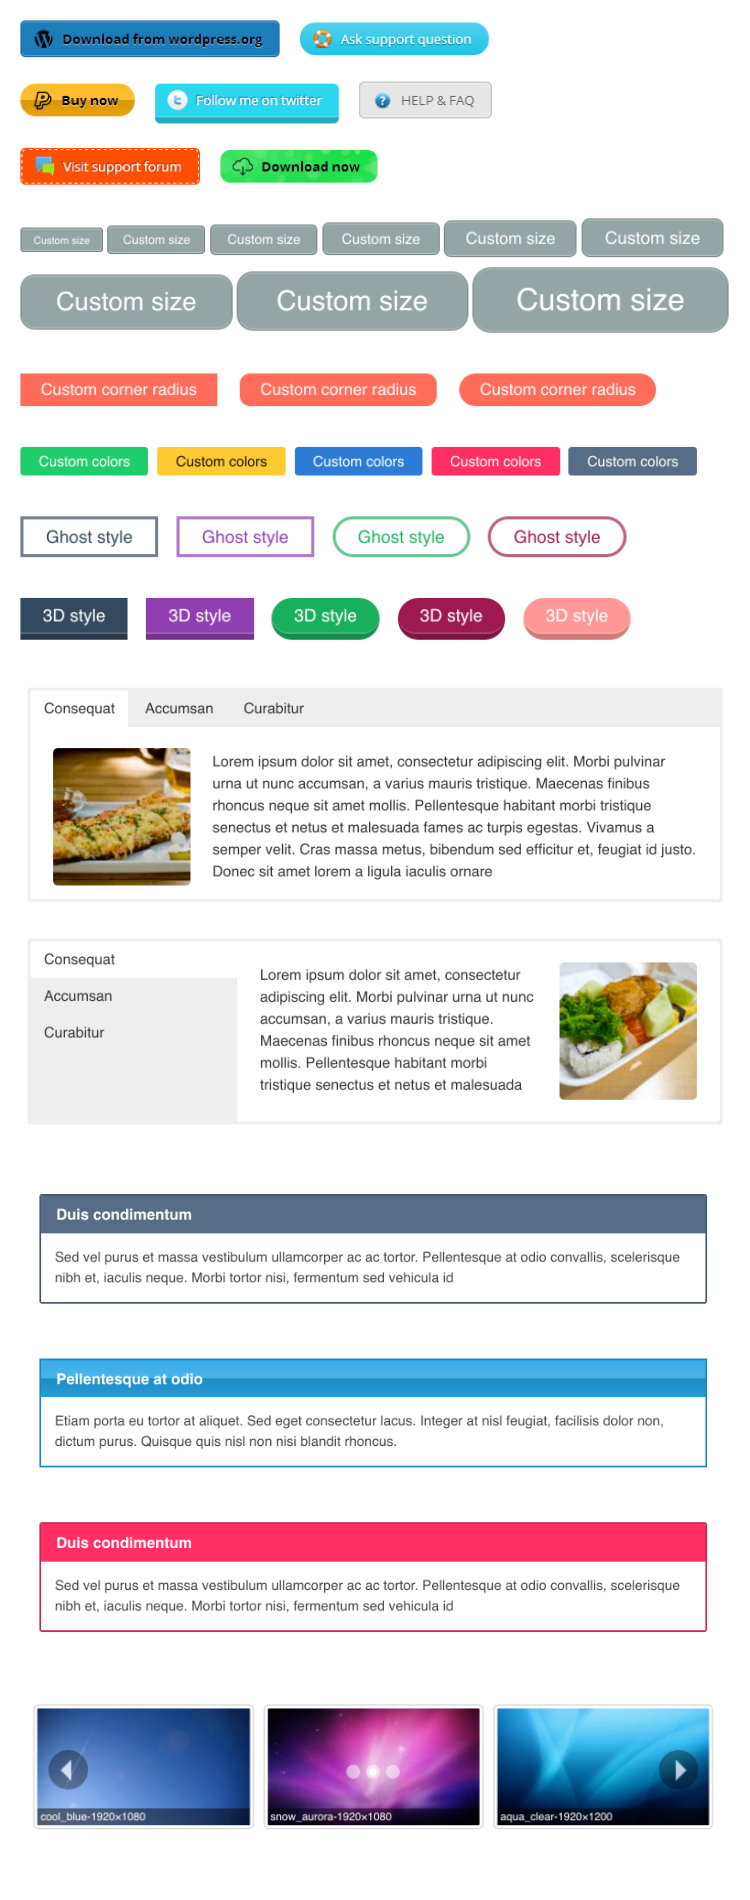 Download from wordpress.org
Ask support question
Buy now
Follow me on twitter
HELP & FAQ
Visit support forum
Download now
Custom size
Custom size
Custom size
Custom size
Custom size
Custom size
Custom size
Custom size
Custom size
Custom corner radius
Custom corner radius
Custom corner radius
Custom colors
Custom colors
Custom colors
Custom colors
Custom colors
Ghost style
Ghost style
Ghost style
Ghost style
3D style
3D style
3D style
3D style
3D style
Consequat
Accumsan
Curabitur
Lorem ipsum dolor sit amet, consectetur adipiscing elit. Morbi pulvinar
urna ut nunc accumsan, a varius mauris tristique. Maecenas finibus
rhoncus neque sit amet mollis. Pellentesque habitant morbi tristique
senectus et netus et malesuada fames ac turpis egestas. Vivamus a
semper velit. Cras massa metus, bibendum sed efficitur et, feugiat id justo.
Donec sit amet lorem a ligula iaculis ornare
Consequat
Accumsan
Curabitur
Lorem ipsum dolor sit amet, consectetur
adipiscing elit. Morbi pulvinar urna ut nunc
accumsan, a varius mauris tristique.
Maecenas finibus rhoncus neque sit amet
mollis. Pellentesque habitant morbi
tristique senectus et netus et malesuada
Duis condimentum
Sed vel purus et massa vestibulum ullamcorper ac ac tortor. Pellentesque at odio convallis, scelerisque
nibh et, iaculis neque. Morbi tortor nisi, fermentum sed vehicula id
Pellentesque at odio
Etiam porta eu tortor at aliquet. Sed eget consectetur lacus. Integer at nisl feugiat, facilisis dolor non,
dictum purus. Quisque quis nisl non nisi blandit rhoncus.
Duis condimentum
Sed vel purus et massa vestibulum ullamcorper ac ac tortor. Pellentesque at odio convallis, scelerisque
nibh et, iaculis neque. Morbi tortor nisi, fermentum sed vehicula id
cool_blue-1920×1080
snow_aurora-1920×1080
aqua_clear-1920×1200